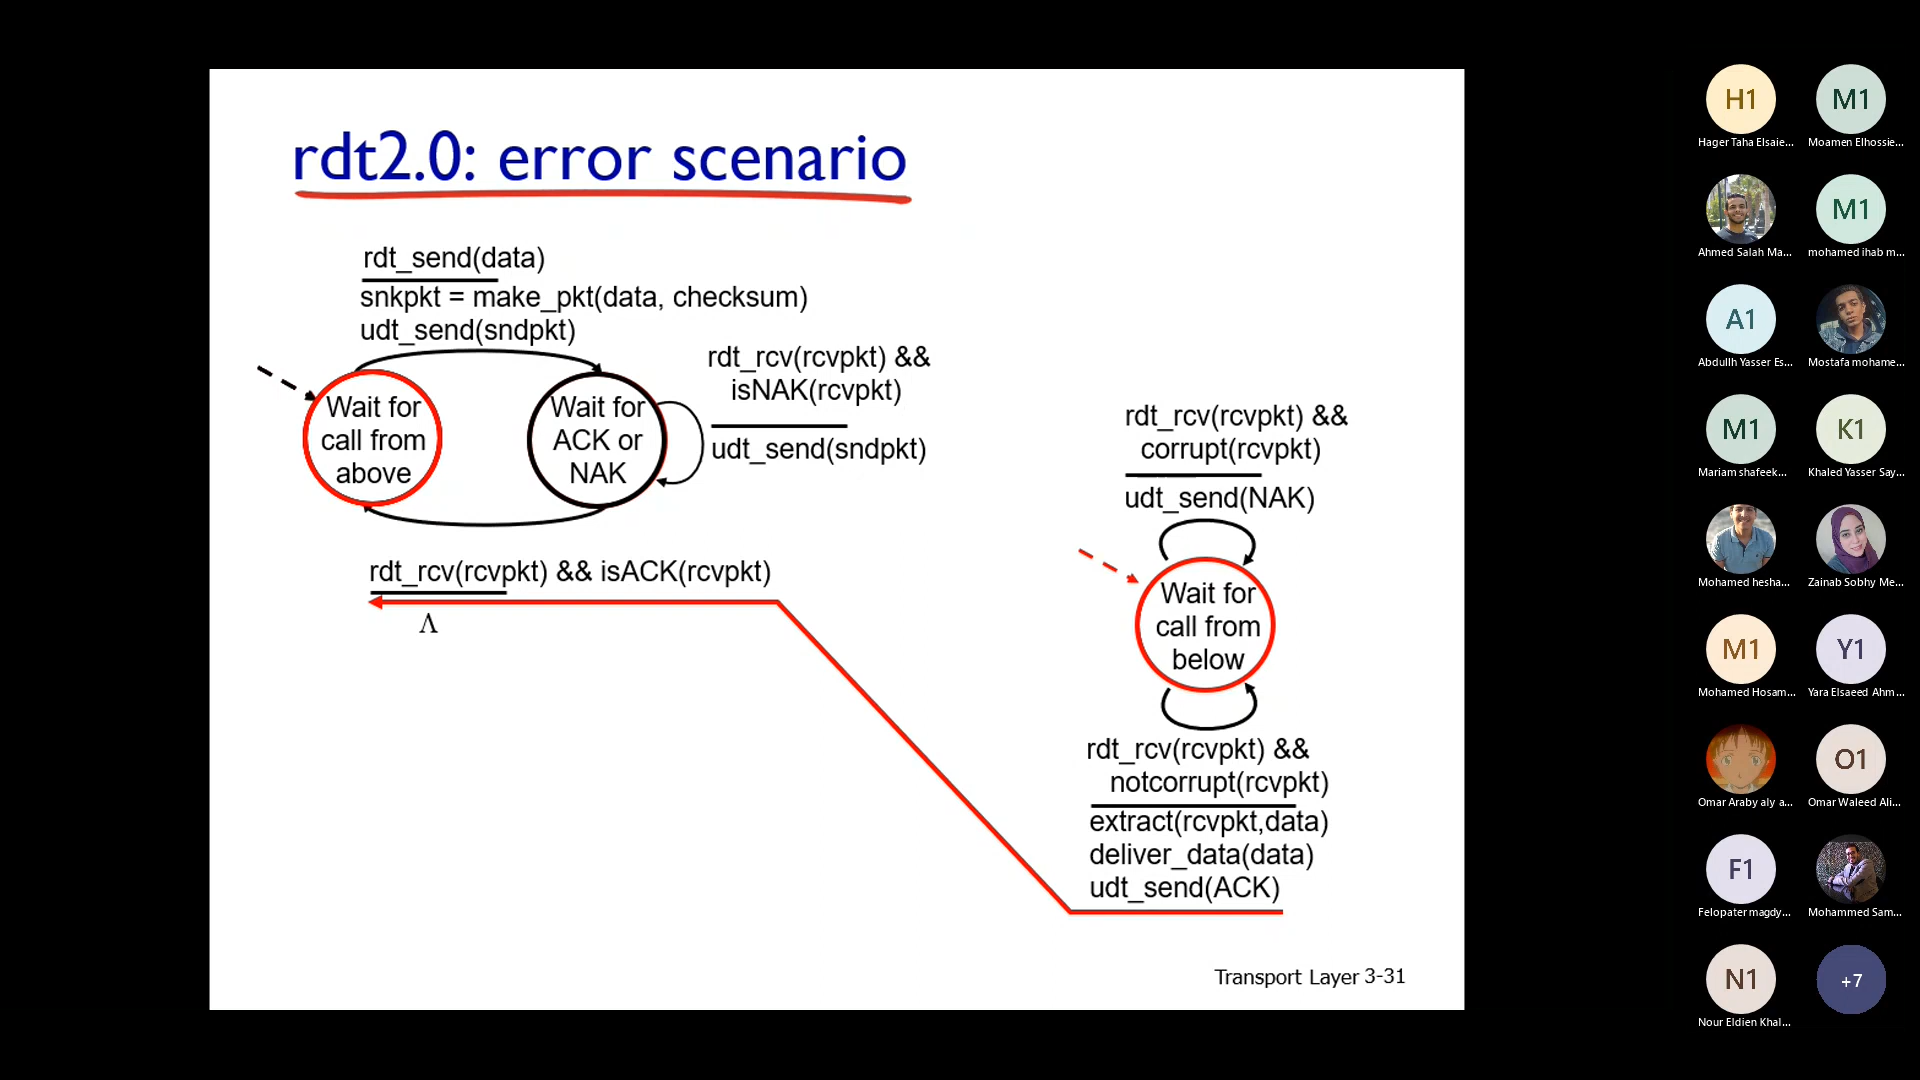 rdt2.0: error scenario
rdt_send(data)
snkpkt = make_pkt(data, checksum)
udt_send(sndpkt)
rdt_rcv(rcvpkt) &&
isNAK(rcvpkt)
udt_send(sndpkt)
Wait for
call from
above
Wait for
ACK or
NAK
rdt_rcv(rcvpkt) && isACK(rcvpkt)
Λ
rdt_rcv(rcvpkt) &&
corrupt(rcvpkt)
udt_send(NAK)
Wait for
call from
below
rdt_rcv(rcvpkt) &&
notcorrupt(rcvpkt)
extract(rcvpkt,data)
deliver_data(data)
udt_send(ACK)
Transport Layer 3-31
H1
Hager Taha Elsaie...
M1
Moamen Elhossie...
Ahmed Salah Ma...
M1
mohamed ihab m...
A1
Abdullh Yasser Es...
Mostafa mohame...
M1
Mariam shafeek...
K1
Khaled Yasser Say...
Mohamed hesha...
Zainab Sobhy Me...
M1
Mohamed Hosam...
Y1
Yara Elsaeed Ahm...
Omar Araby aly a...
O1
Omar Waleed Ali...
F1
Felopater magdy...
Mohammed Sam...
N1
Nour Eldien Khal...
+7